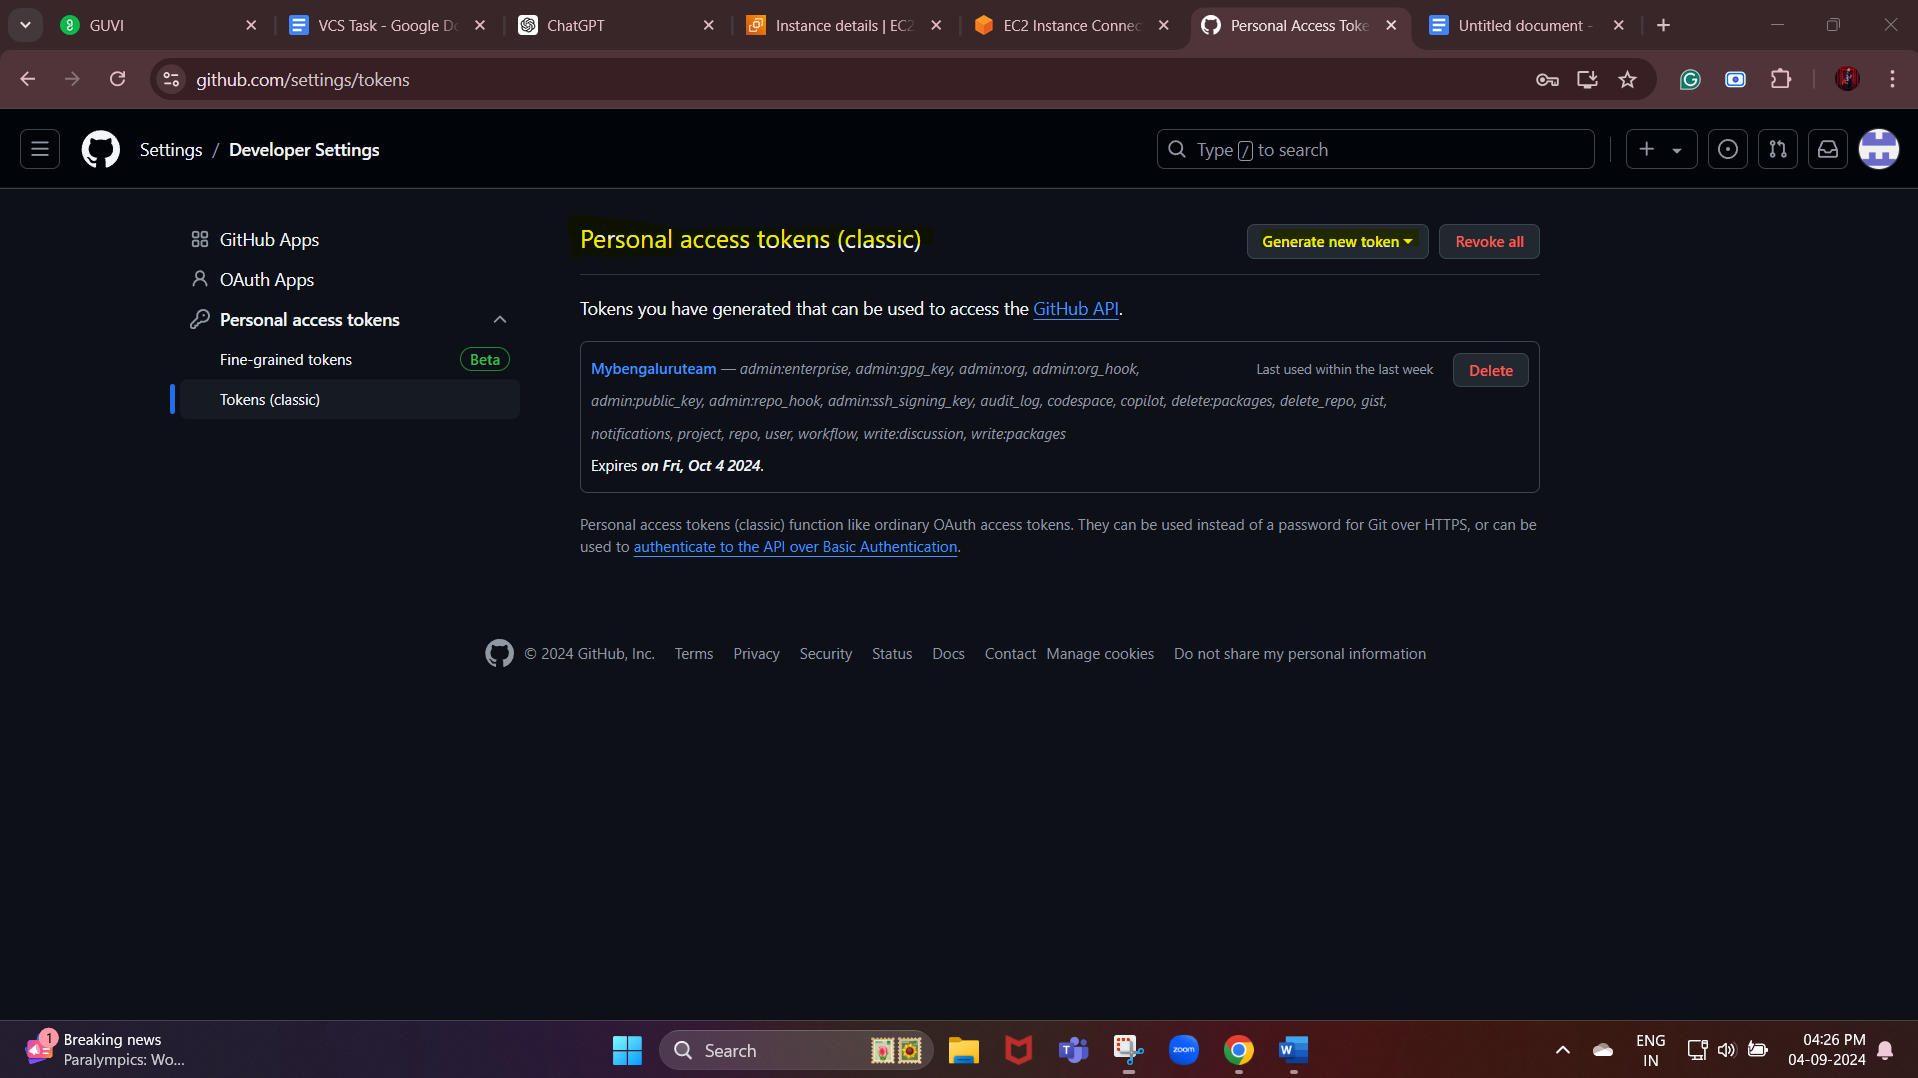 GUVI
VCS Task - Google Do
ChatGPT
Instance details | EC2
EC2 Instance Connec
Personal Access Toke
Untitled document -
github.com/settings/tokens
Settings / Developer Settings
Type / to search
GitHub Apps
OAuth Apps
Personal access tokens
Fine-grained tokens
Beta
Tokens (classic)
Personal access tokens (classic)
Generate new token
Revoke all
Tokens you have generated that can be used to access the GitHub API.
Mybengaluruteam — admin:enterprise, admin:gpg_key, admin:org, admin:org_hook,
Last used within the last week
Delete
admin:public_key, admin:repo_hook, admin:ssh_signing_key, audit_log, codespace, copilot, delete:packages, delete_repo, gist,
notifications, project, repo, user, workflow, write:discussion, write:packages
Expires on Fri, Oct 4 2024.
Personal access tokens (classic) function like ordinary OAuth access tokens. They can be used instead of a password for Git over HTTPS, or can be
used to authenticate to the API over Basic Authentication.
© 2024 GitHub, Inc. Terms Privacy Security Status Docs Contact Manage cookies Do not share my personal information
1
Breaking news
Paralympics: Wo...
Search
zoom
ENG
IN
04:26 PM
04-09-2024